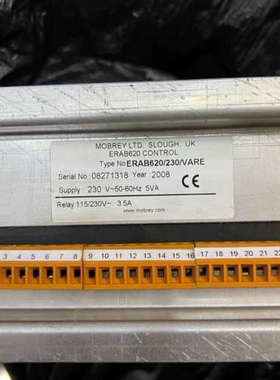 MOBREY LTD. SLOUGH. UK
ERAB620 CONTROL
Type No ERAB620/230/VARE
Serial No 08271318 Year 2008
Supply 230 V~50-60Hz 5VA CE
Relay 115/230V~ 3.5A
www.mobrey.com
3 4 5 6 7 8 9 10 11 12 13 14 15 16 17 18 19 20 21 22 23